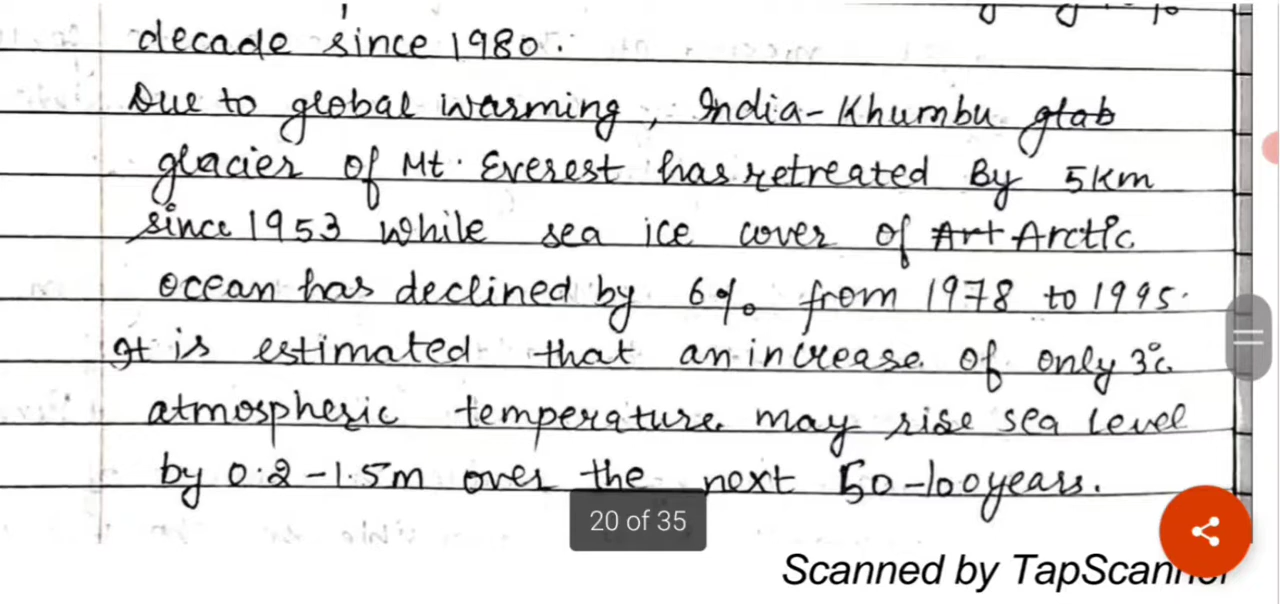 decade since 1980.
Due to global warming, India-Khumbu glab
glacier of Mt. Everest has retreated By 5km
since 1953 while sea ice cover of Art Arctic
ocean has declined by 6% from 1978 to 1995.
It is estimated that an increase of only 3°c
atmospheric temperature may rise sea level
by 0.2-1.5m over the next 50-100years.
20 of 35
Scanned by TapScanner